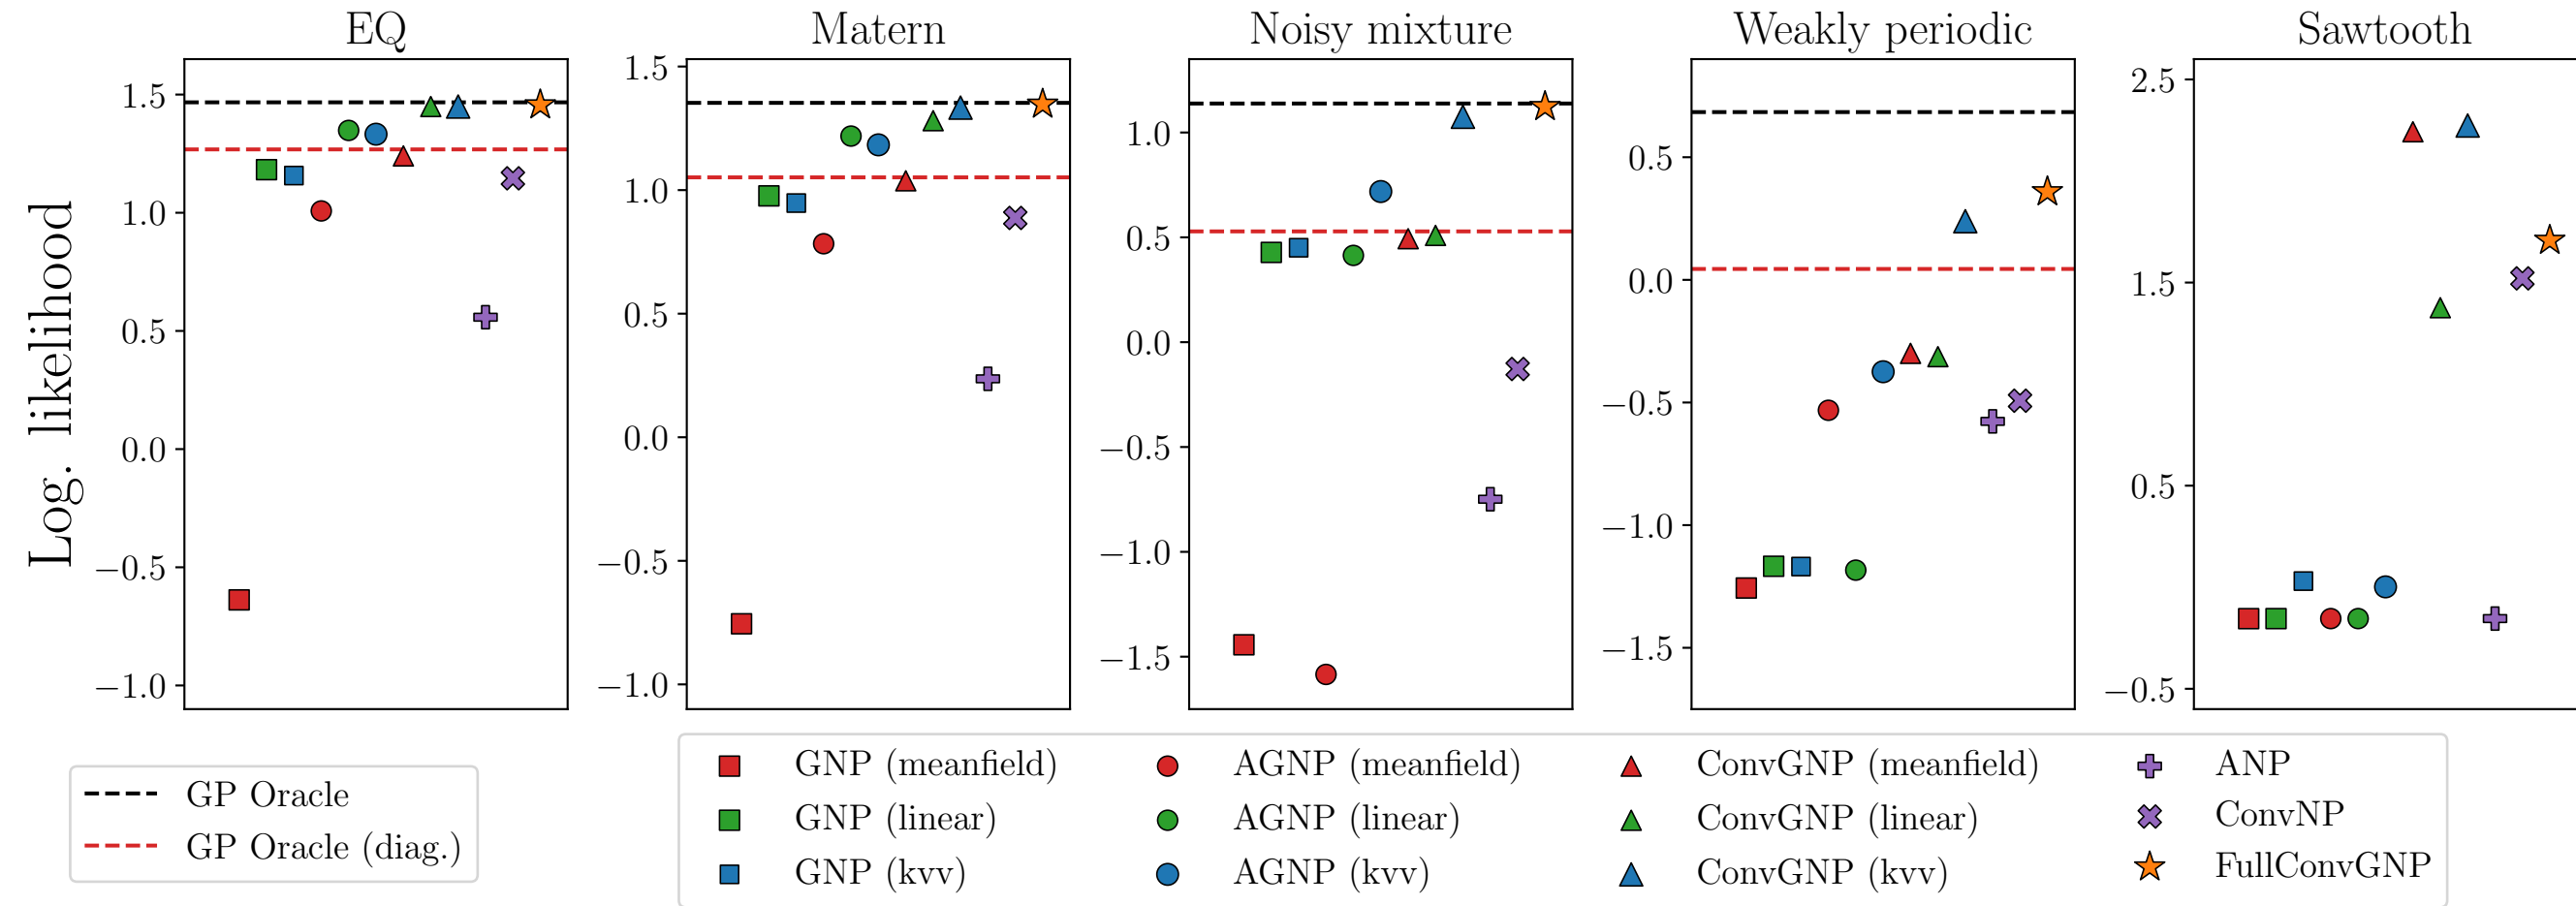 EQ
Matern
Noisy mixture
Weakly periodic
Sawtooth
Log. likelihood
1.5
1.0
0.5
0.0
−0.5
−1.0
1.5
1.0
0.5
0.0
−0.5
−1.0
1.0
0.5
0.0
−0.5
−1.0
−1.5
0.5
0.0
−0.5
−1.0
−1.5
2.5
1.5
0.5
−0.5
GP Oracle
GP Oracle (diag.)
GNP (meanfield)
GNP (linear)
GNP (kvv)
AGNP (meanfield)
AGNP (linear)
AGNP (kvv)
ConvGNP (meanfield)
ConvGNP (linear)
ConvGNP (kvv)
ANP
ConvNP
FullConvGNP